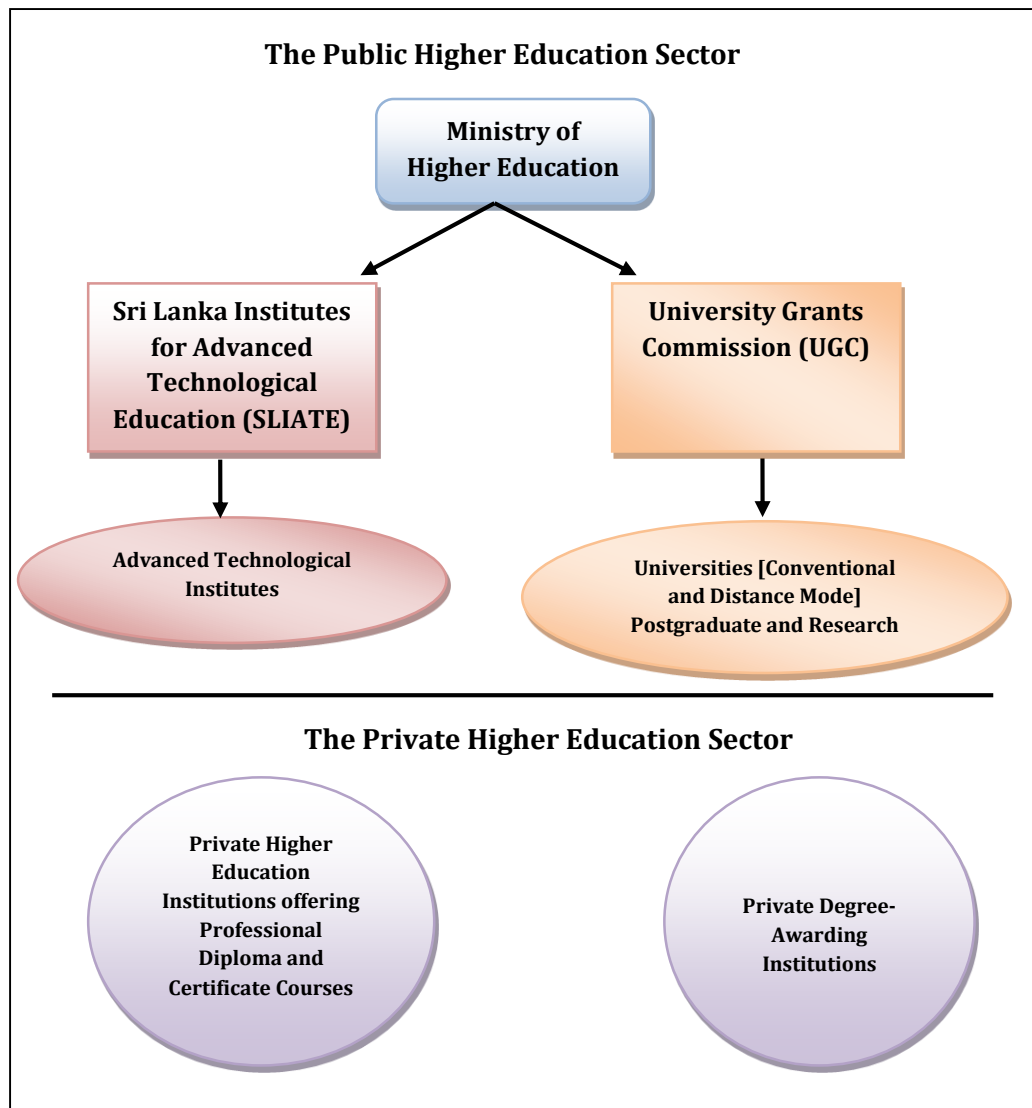 The Public Higher Education Sector
Ministry of
Higher Education
Sri Lanka Institutes
for Advanced
Technological
Education (SLIATE)
University Grants
Commission (UGC)
Advanced Technological
Institutes
Universities [Conventional
and Distance Mode]
Postgraduate and Research
The Private Higher Education Sector
Private Higher
Education
Institutions offering
Professional
Diploma and
Certificate Courses
Private Degree-
Awarding
Institutions